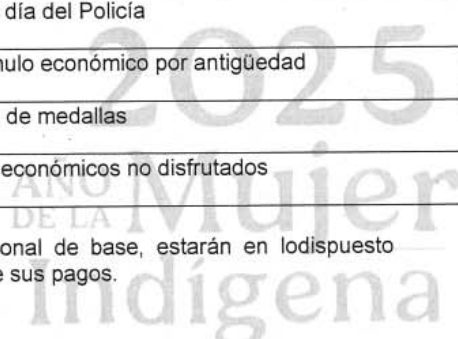 día del Policía
2025
nulo económico por antigüedad
de medallas
económicos no disfrutados
AÑO
DE LA
Mujer
onal de base, estarán en lodispuesto
e sus pagos.
Indígena